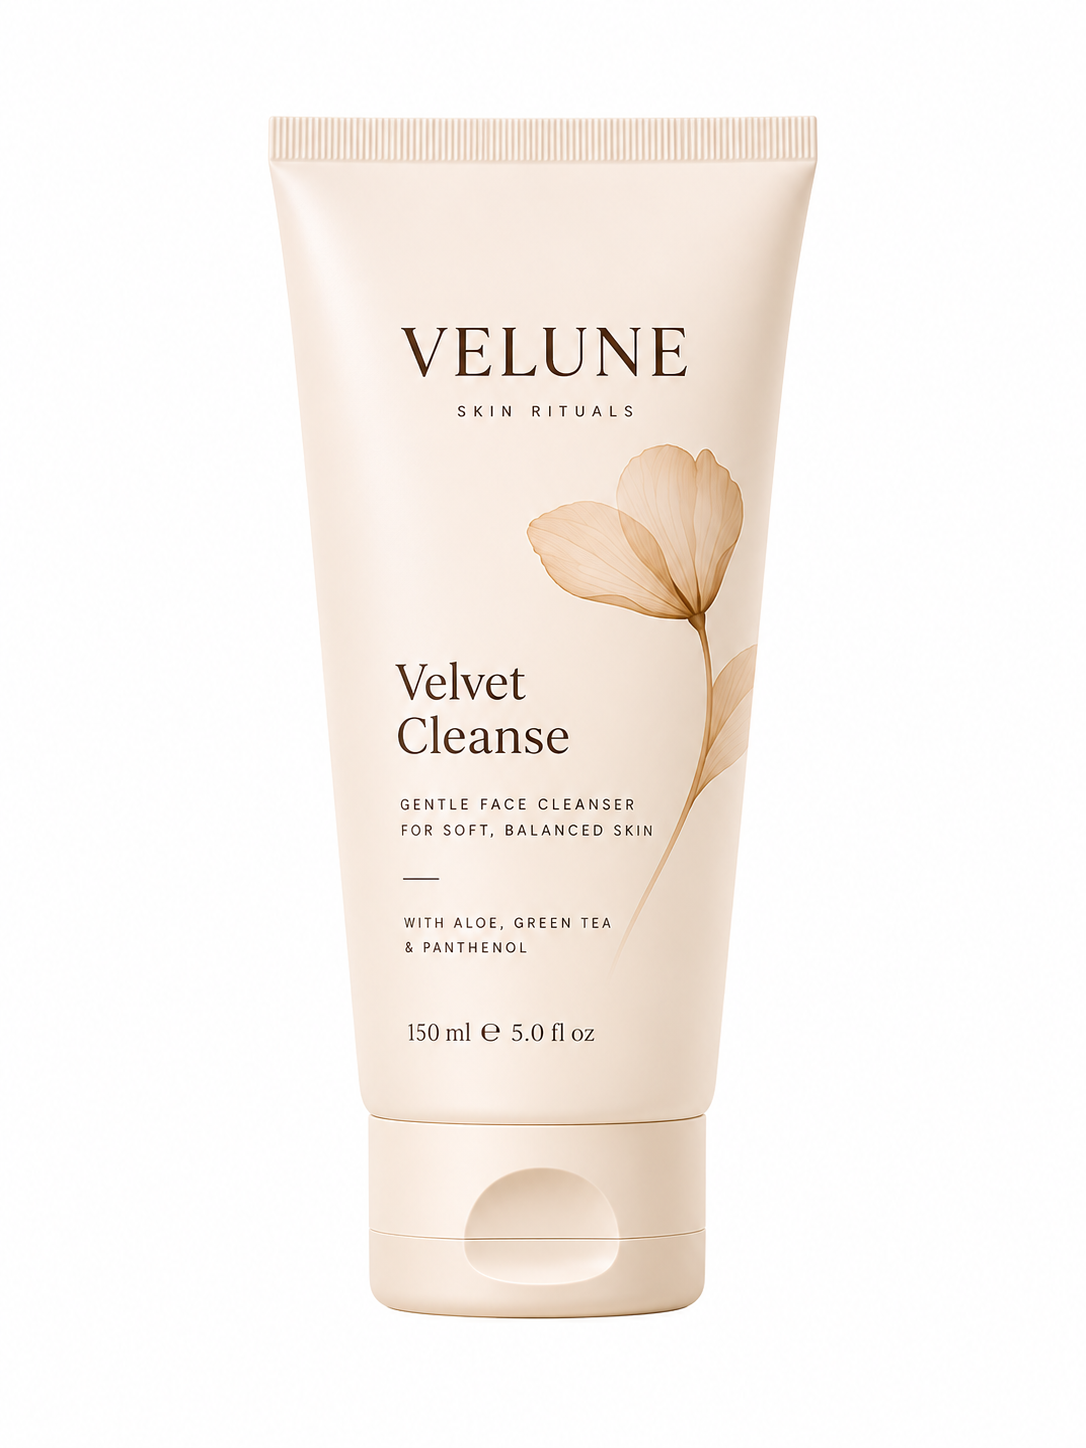 VELUNE
SKIN RITUALS
Velvet
Cleanse
GENTLE FACE CLEANSER
FOR SOFT, BALANCED SKIN
WITH ALOE, GREEN TEA
& PANTHENOL
150 ml ℮ 5.0 fl oz